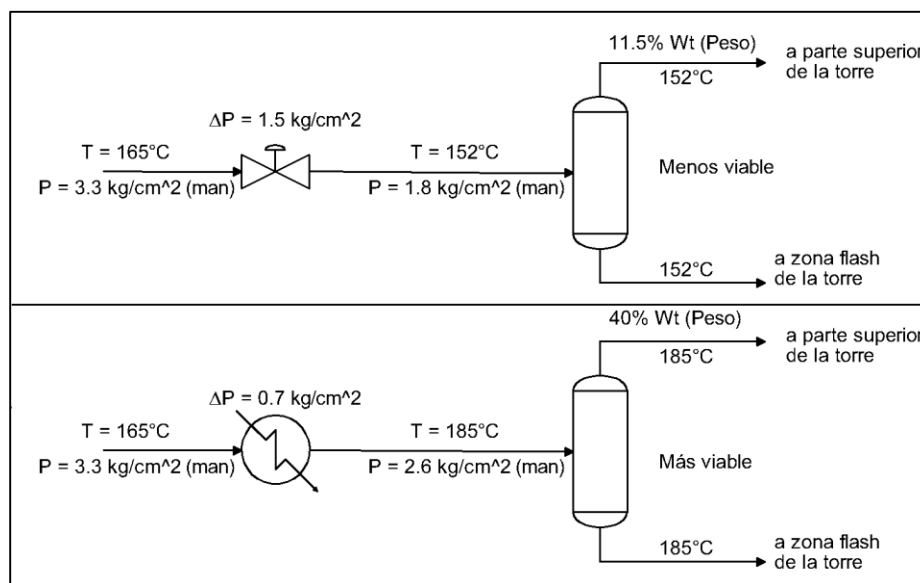 11.5% Wt (Peso)
152°C
a parte superior
de la torre
ΔP = 1.5 kg/cm^2
T = 165°C
P = 3.3 kg/cm^2 (man)
T = 152°C
P = 1.8 kg/cm^2 (man)
Menos viable
152°C
a zona flash
de la torre
40% Wt (Peso)
185°C
a parte superior
de la torre
ΔP = 0.7 kg/cm^2
T = 165°C
P = 3.3 kg/cm^2 (man)
T = 185°C
P = 2.6 kg/cm^2 (man)
Más viable
185°C
a zona flash
de la torre